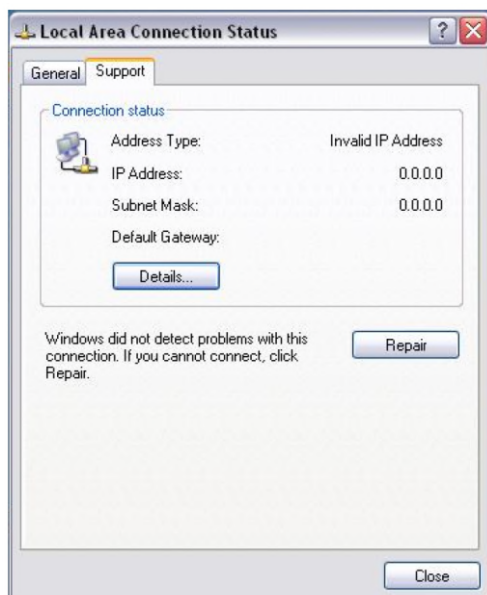 Local Area Connection Status
?
General
Support
Connection status
Address Type: Invalid IP Address
IP Address: 0.0.0.0
Subnet Mask: 0.0.0.0
Default Gateway:
Details...
Windows did not detect problems with this
connection. If you cannot connect, click
Repair.
Repair
Close